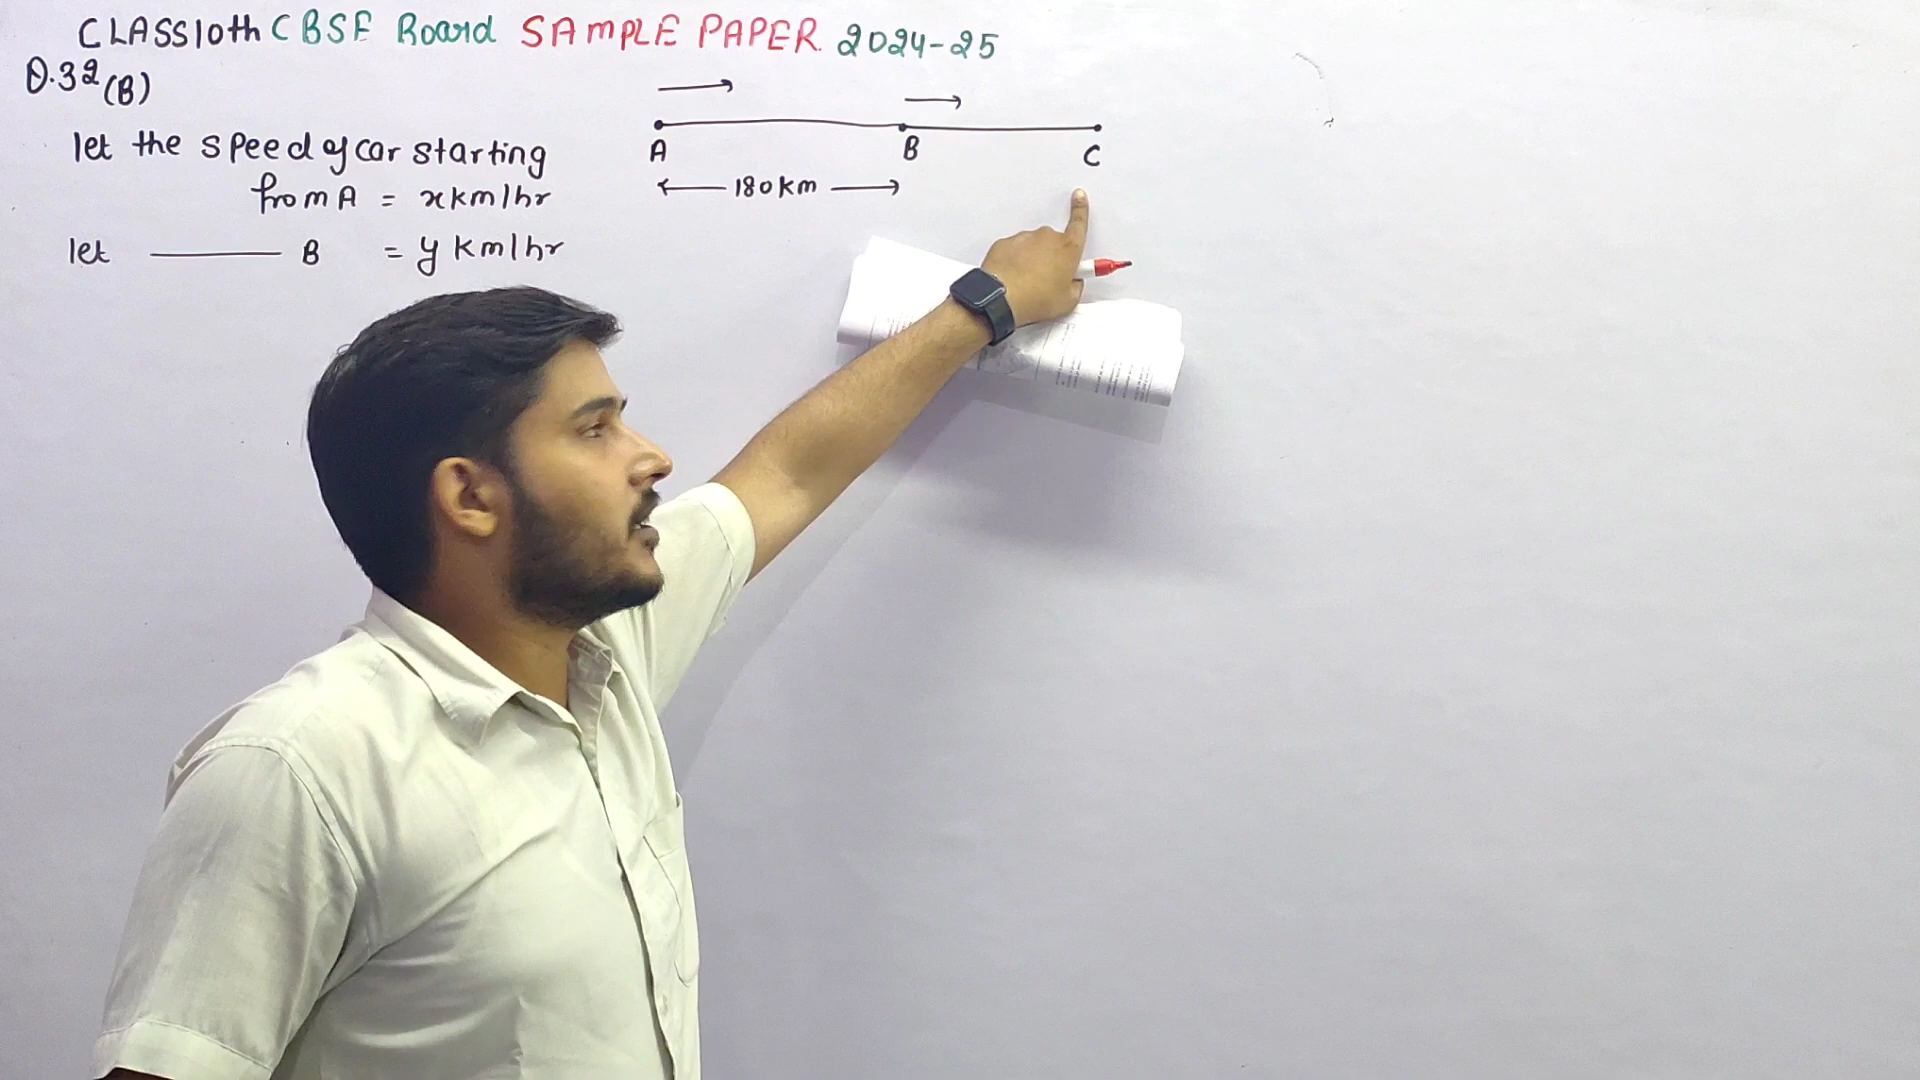 CLASS 10th CBSE Board SAMPLE PAPER. 2024-25
Q.32 (B)
let the speed of car starting
from A = x km/hr
let ——— B = y km/hr
A B C
← 180 km →